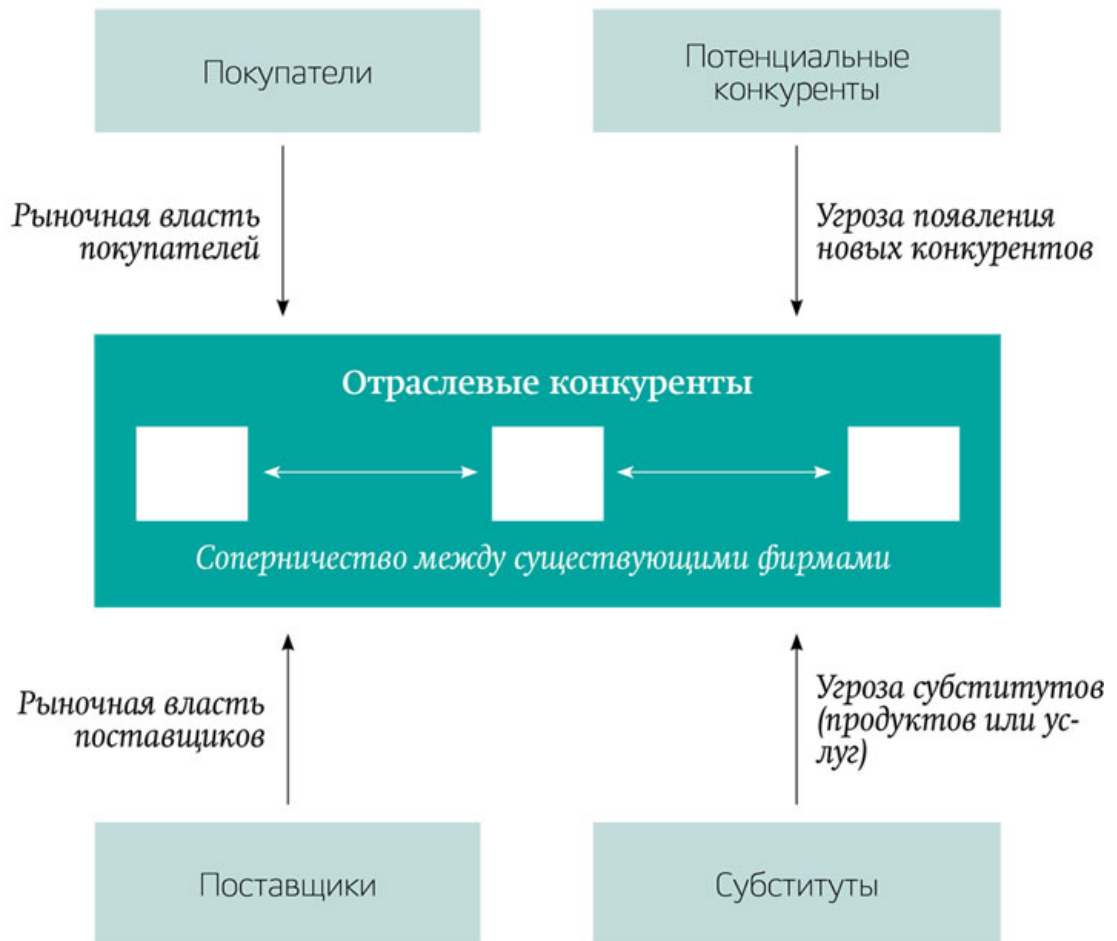 Покупатели
Потенциальные
конкуренты
Рыночная власть
покупателей
Угроза появления
новых конкурентов
Отраслевые конкуренты
Соперничество между существующими фирмами
Рыночная власть
поставщиков
Угроза субститутов
(продуктов или ус-
луг)
Поставщики
Субституты